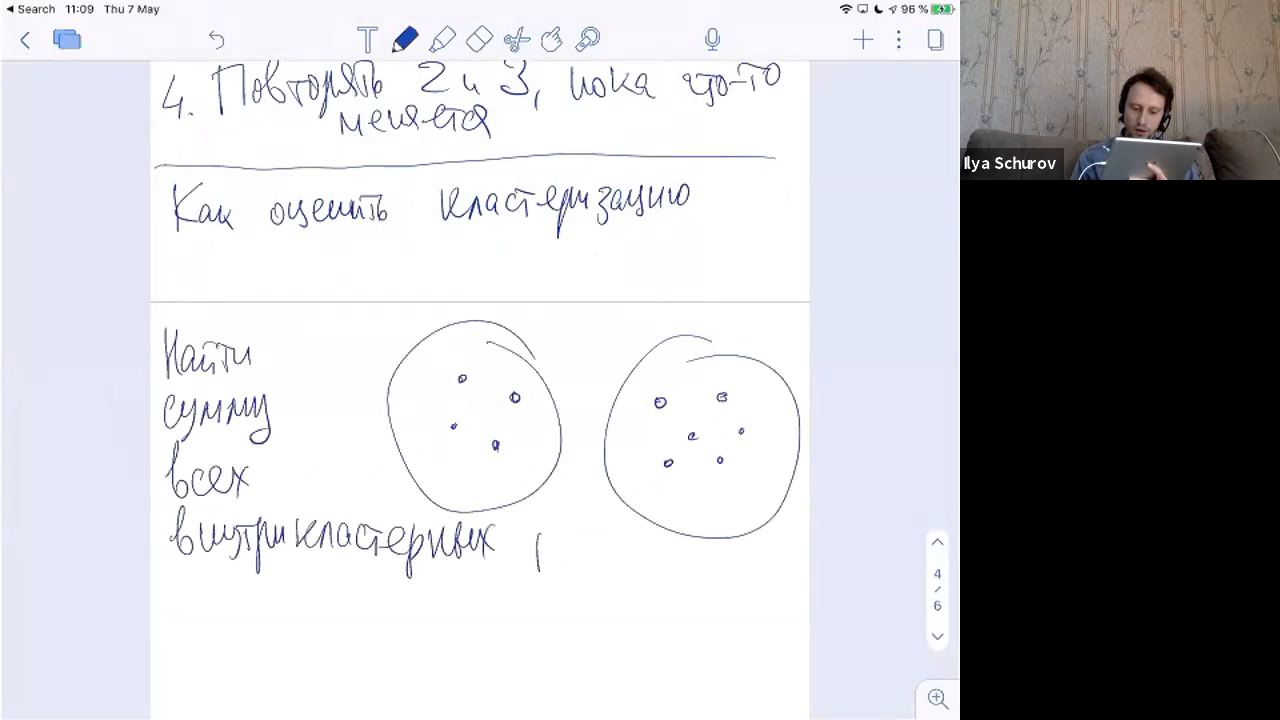 Search 11:09 Thu 7 May 96 %
T
4. Повторять 2 и 3, пока что-то
меняется
Как оценить кластеризацию
Найти
сумму
всех
внутрикластерных
4
/
6
Ilya Schurov